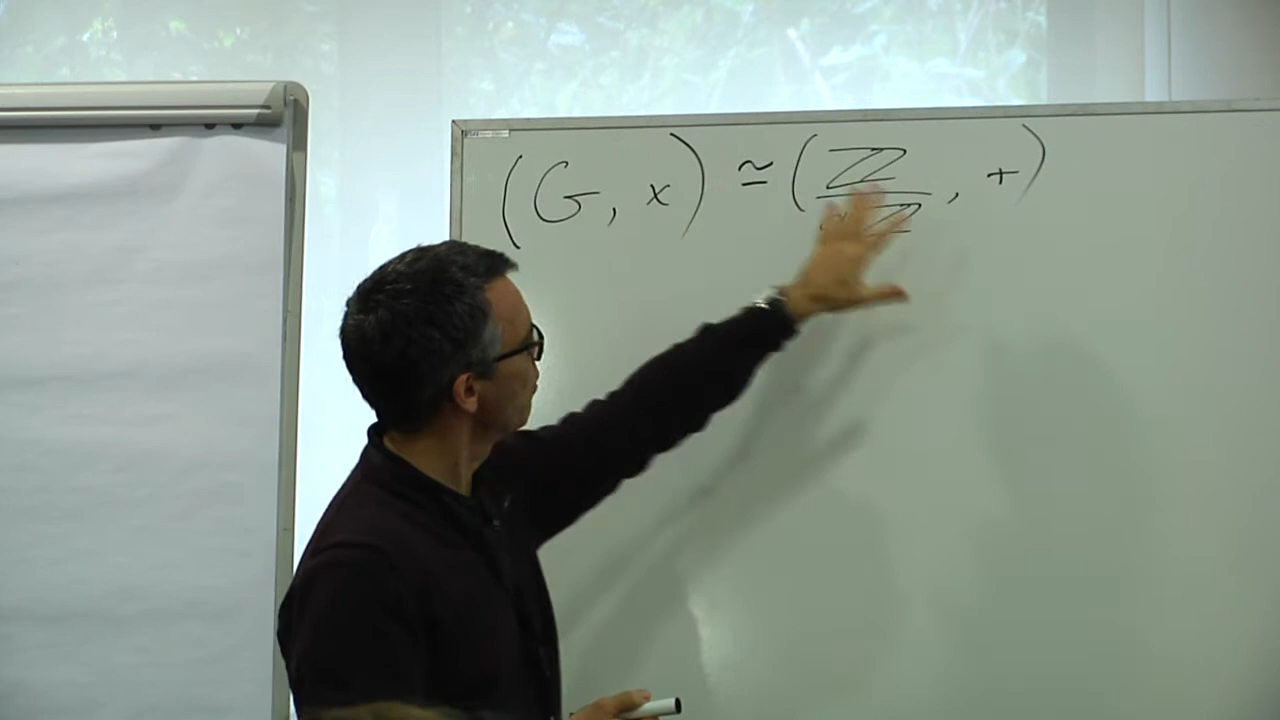 (G, x) ≃ (ℤ/nℤ, +)